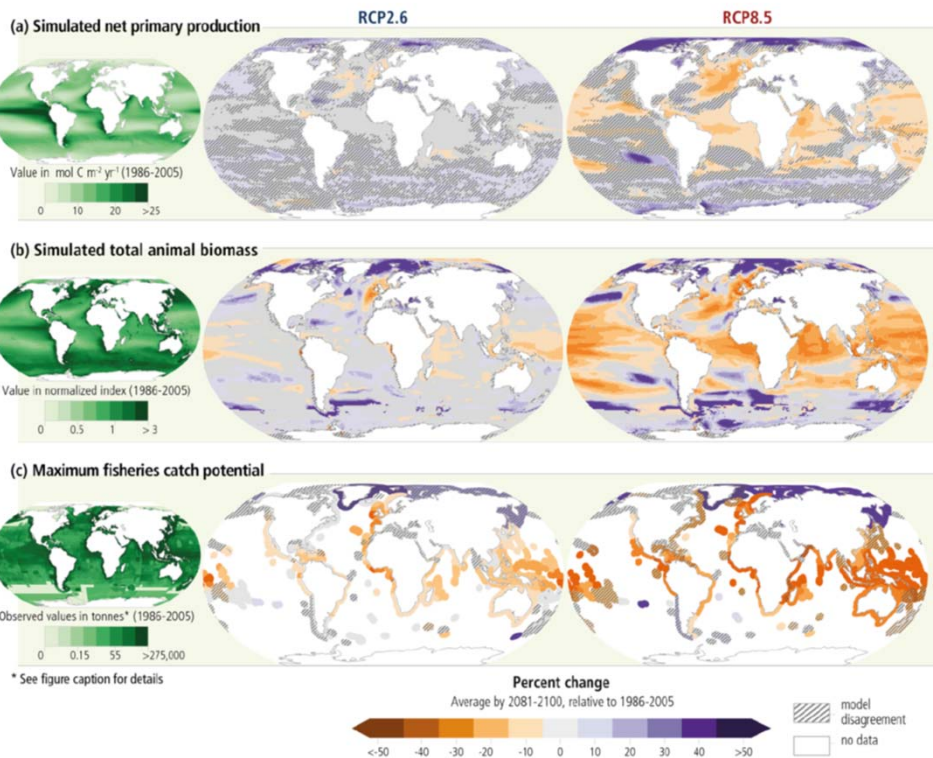 RCP2.6
RCP8.5
(a) Simulated net primary production
Value in mol C m⁻² yr⁻¹ (1986-2005)
0 10 20 >25
(b) Simulated total animal biomass
Value in normalized index (1986-2005)
0 0.5 1 >3
(c) Maximum fisheries catch potential
Observed values in tonnes* (1986-2005)
0 0.15 55 >275,000
* See figure caption for details
Percent change
Average by 2081-2100, relative to 1986-2005
<-50 -40 -30 -20 -10 0 10 20 30 40 >50
model
disagreement
no data